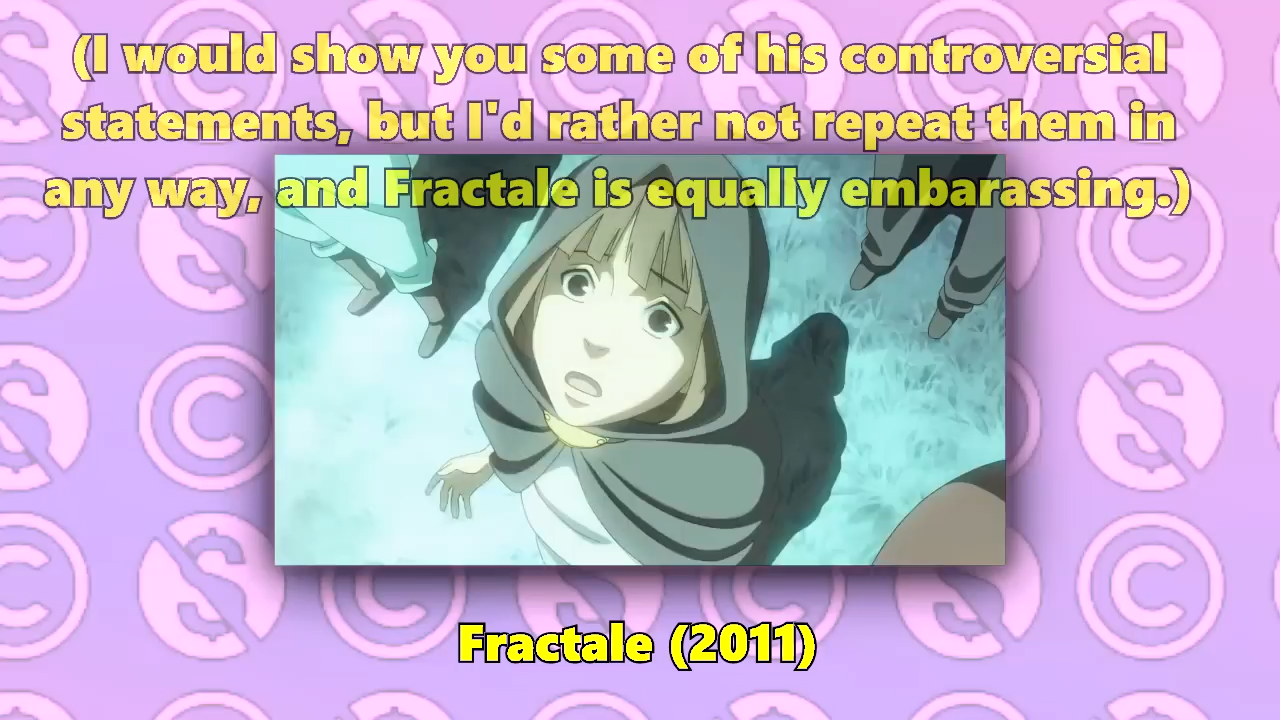 (I would show you some of his controversial
statements, but I'd rather not repeat them in
any way, and Fractale is equally embarassing.)
Fractale (2011)